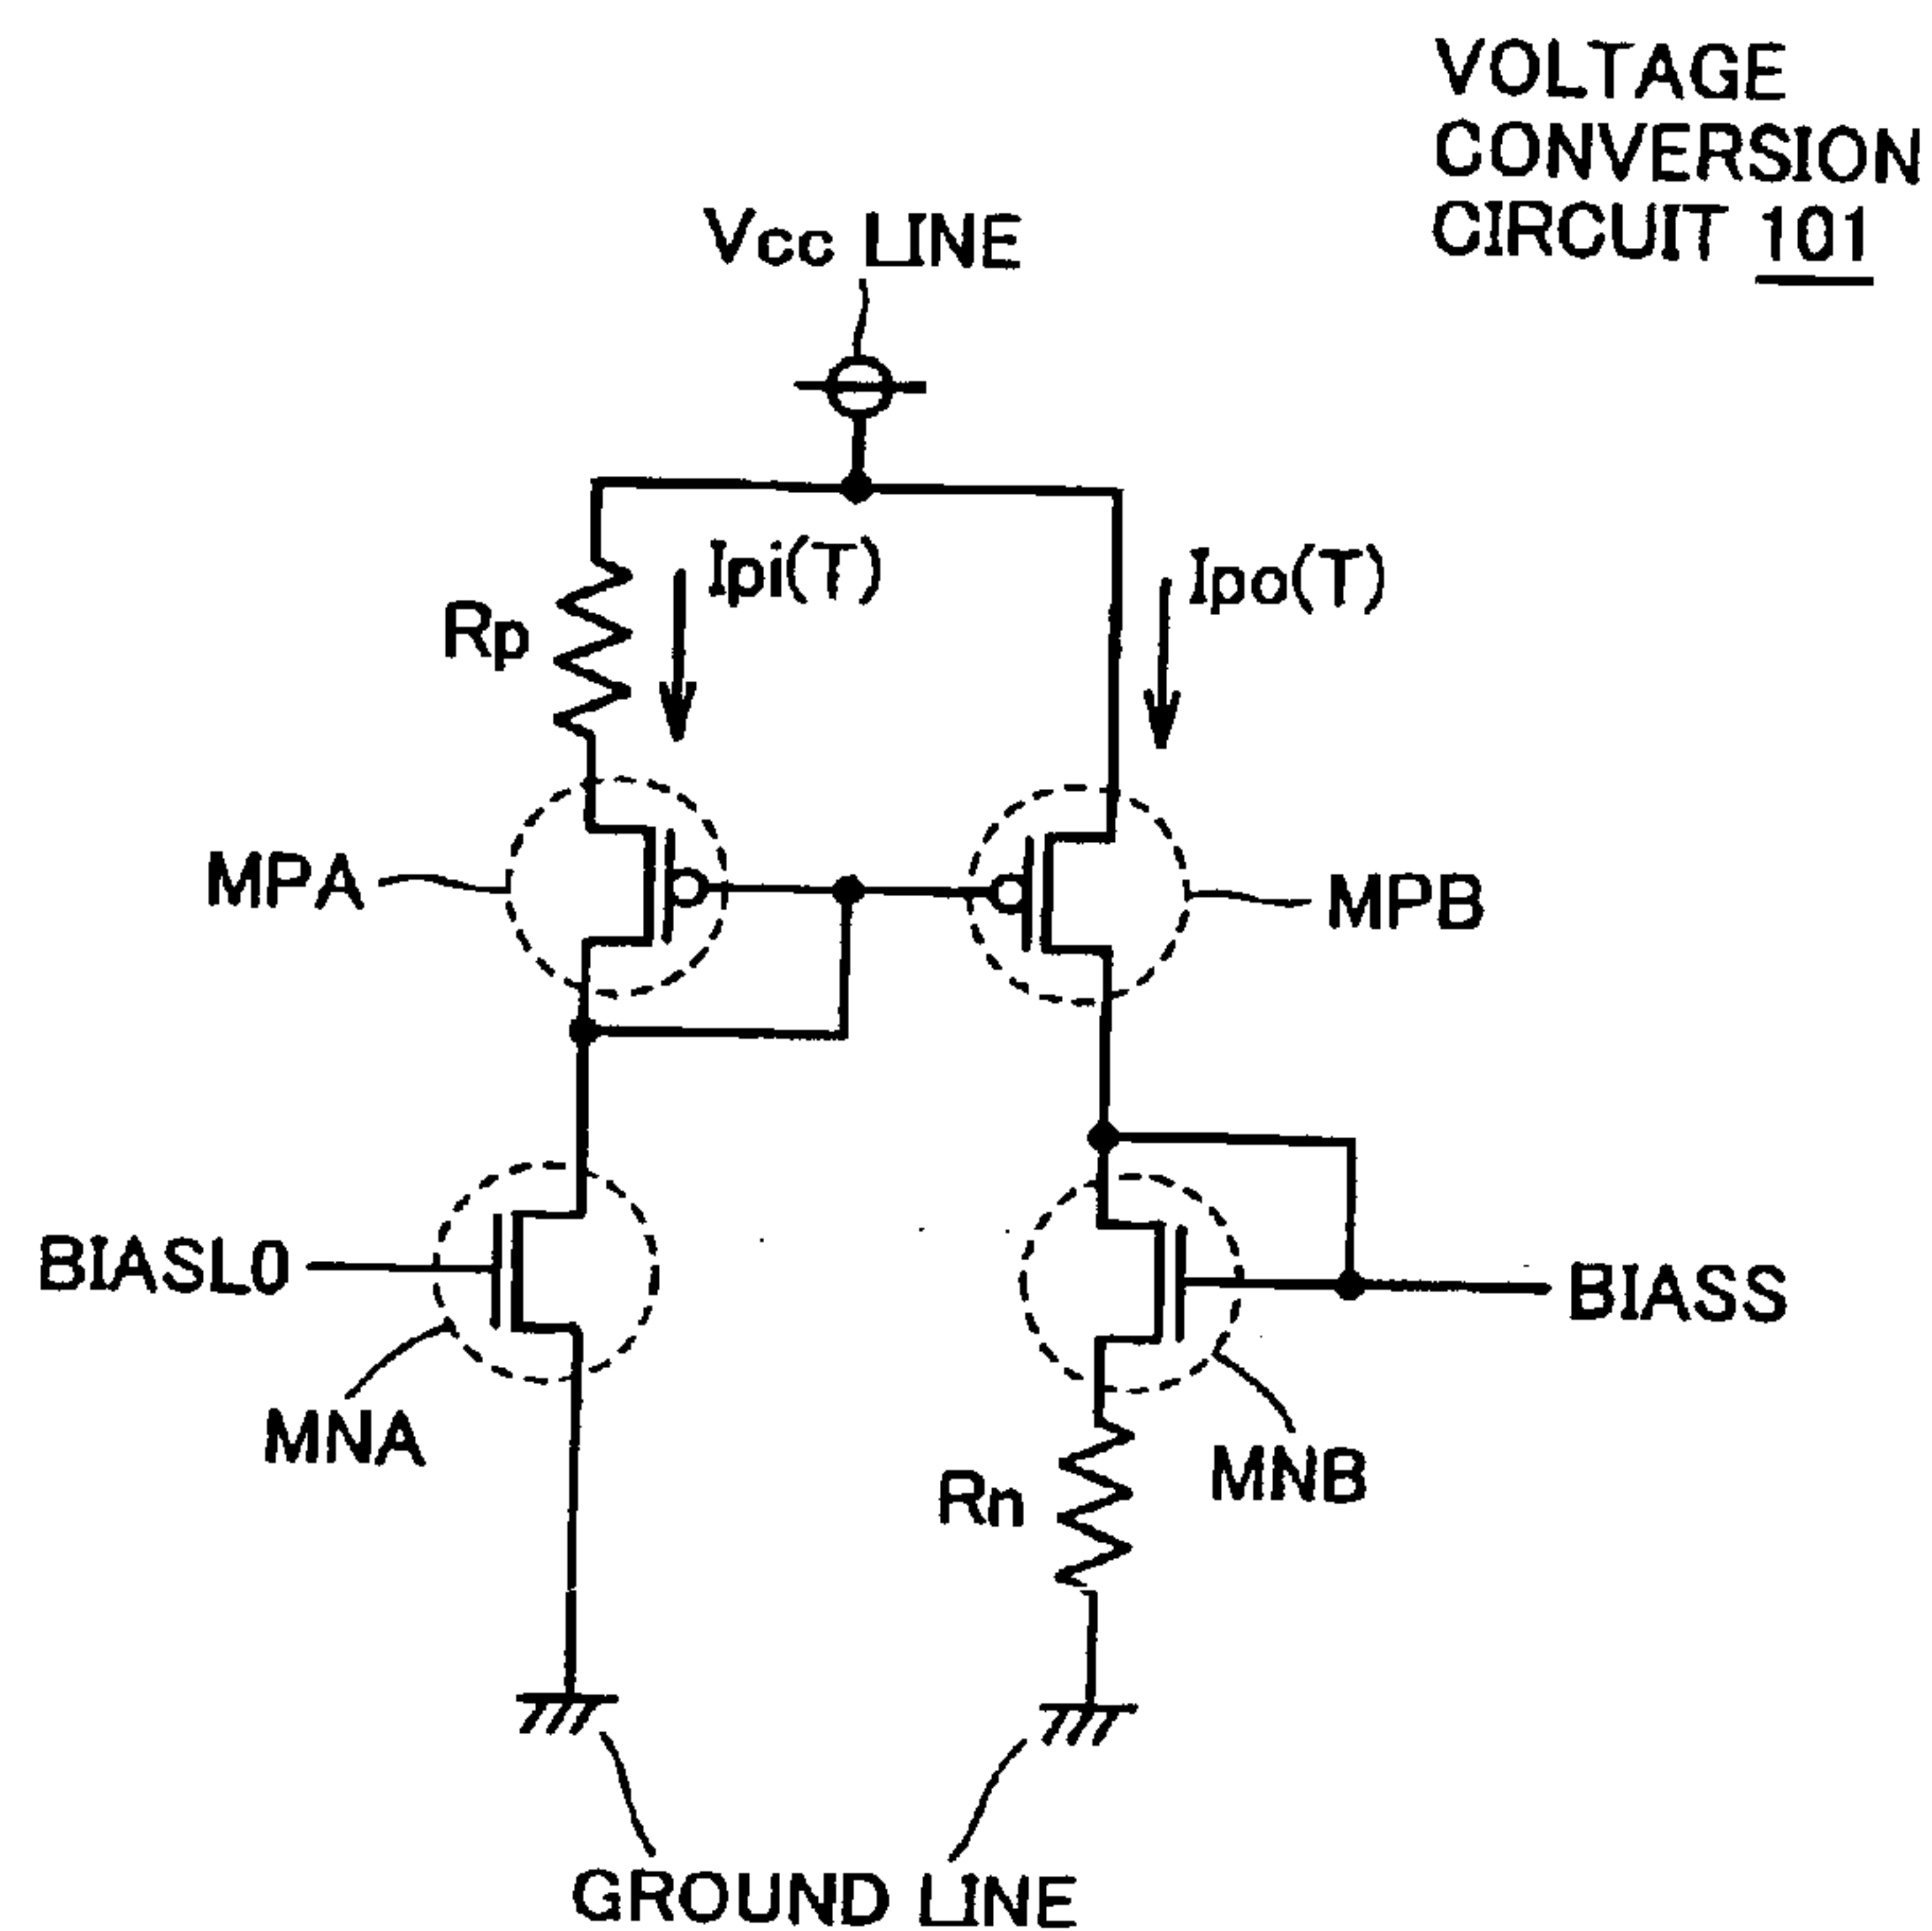 VOLTAGE
CONVERSION
CIRCUIT 101
Vcc LINE
Ipi(T)
Ipo(T)
Rp
MPA
MPB
BIASL0
BIASS
MNA
MNB
Rn
GROUND LINE